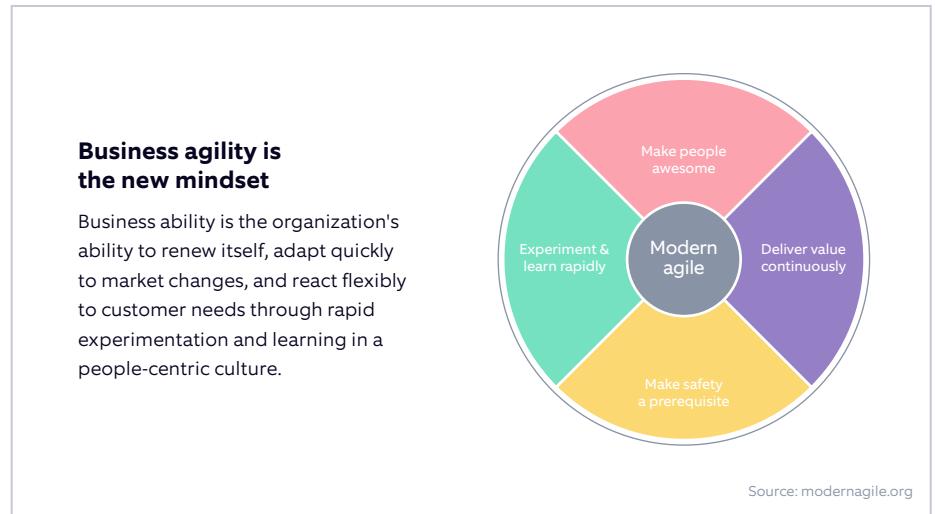 Business agility is
the new mindset
Business ability is the organization's
ability to renew itself, adapt quickly
to market changes, and react flexibly
to customer needs through rapid
experimentation and learning in a
people-centric culture.
Make people
awesome
Experiment &
learn rapidly
Modern
agile
Deliver value
continuously
Make safety
a prerequisite
Source: modernagile.org